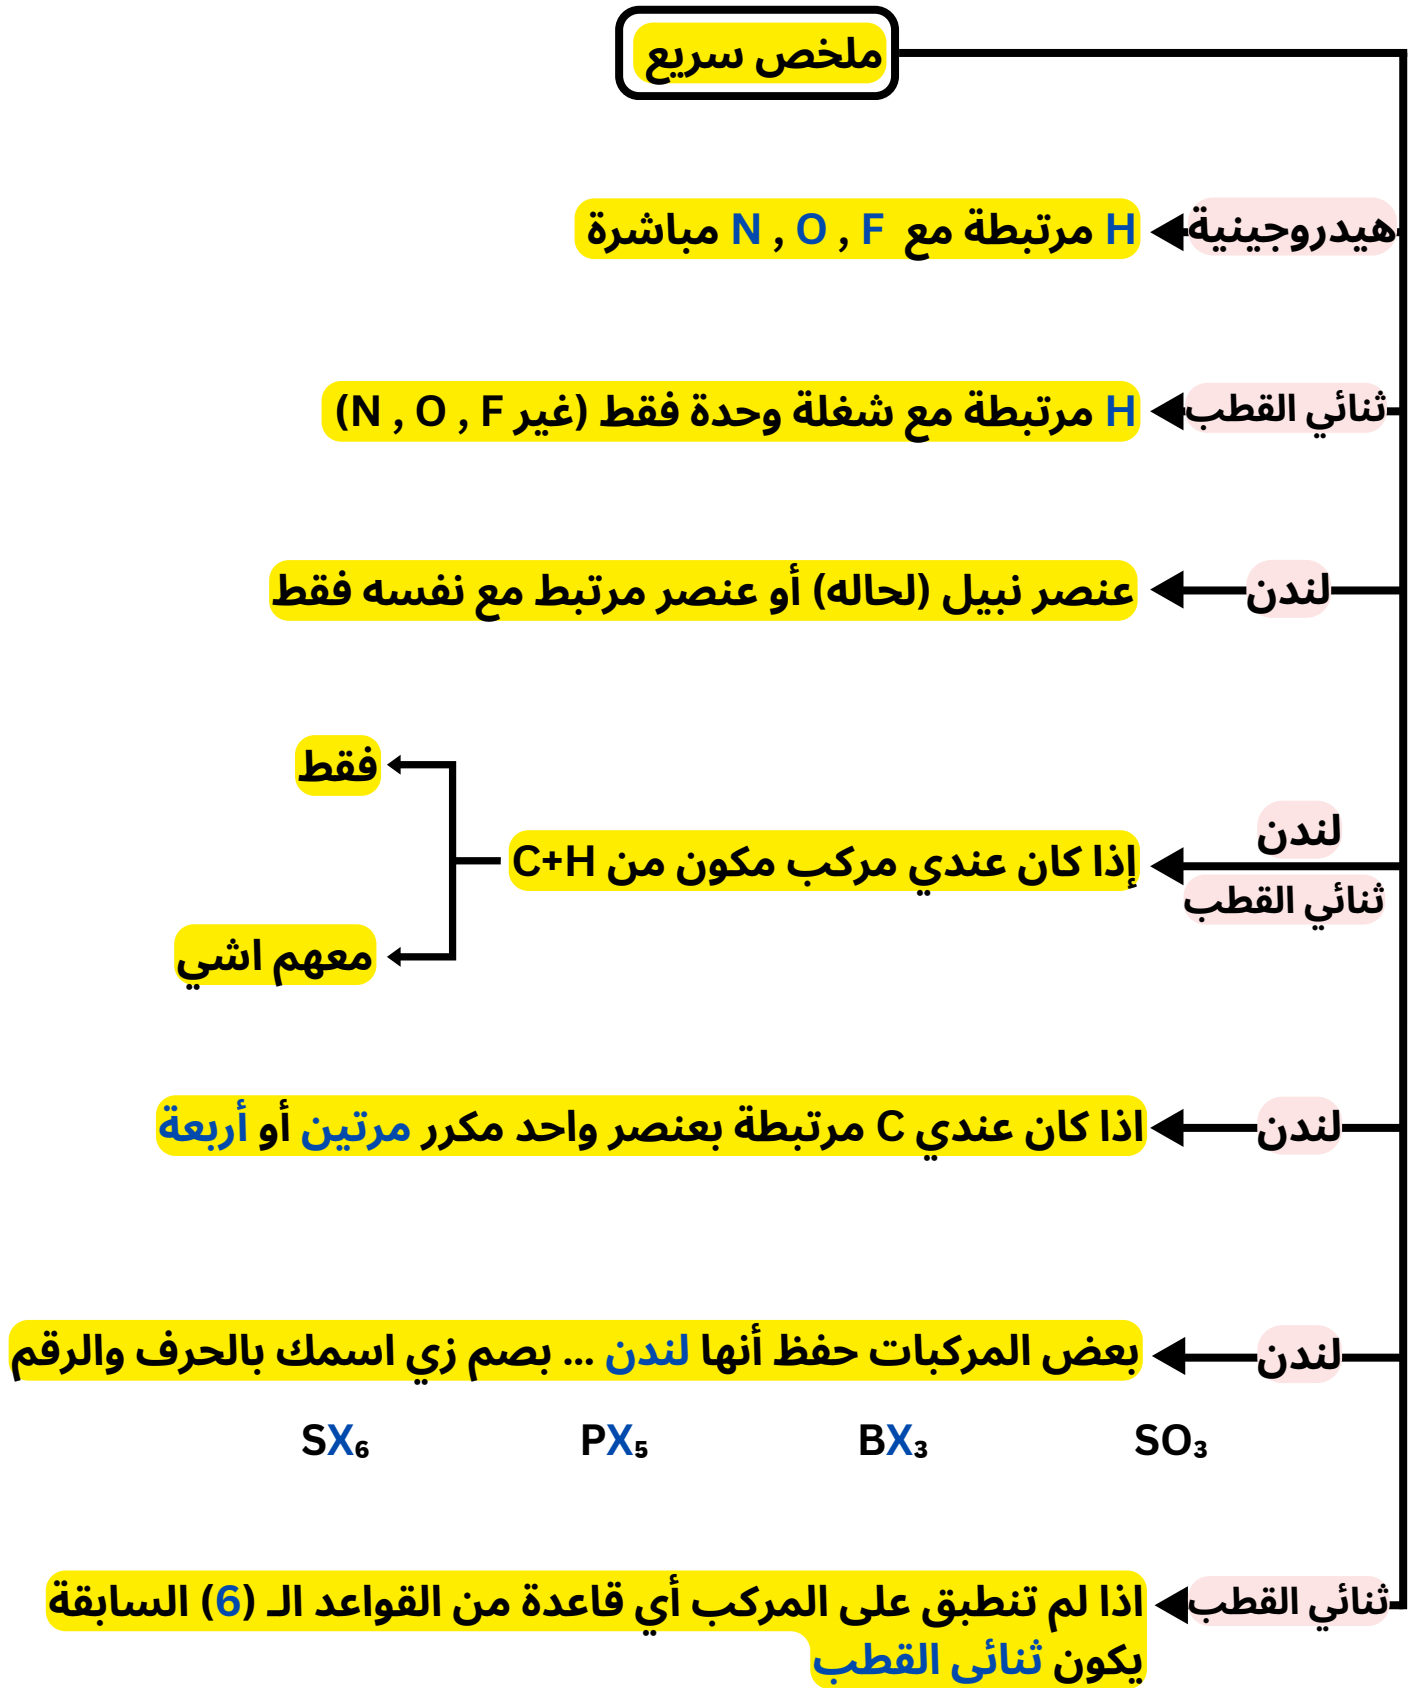 ملخص سريع
هيدروجينية
H مرتبطة مع N , O , F مباشرة
ثنائي القطب
H مرتبطة مع شغلة وحدة فقط (غير N , O , F)
لندن
عنصر نبيل (لحاله) أو عنصر مرتبط مع نفسه فقط
لندن
ثنائي القطب
إذا كان عندي مركب مكون من C+H
فقط
معهم اشي
لندن
اذا كان عندي C مرتبطة بعنصر واحد مكرر مرتين أو أربعة
لندن
بعض المركبات حفظ أنها لندن ... بصم زي اسمك بالحرف والرقم
SO₃ BX₃ PX₅ SX₆
ثنائي القطب
اذا لم تنطبق على المركب أي قاعدة من القواعد الـ (6) السابقة
يكون ثنائي القطب